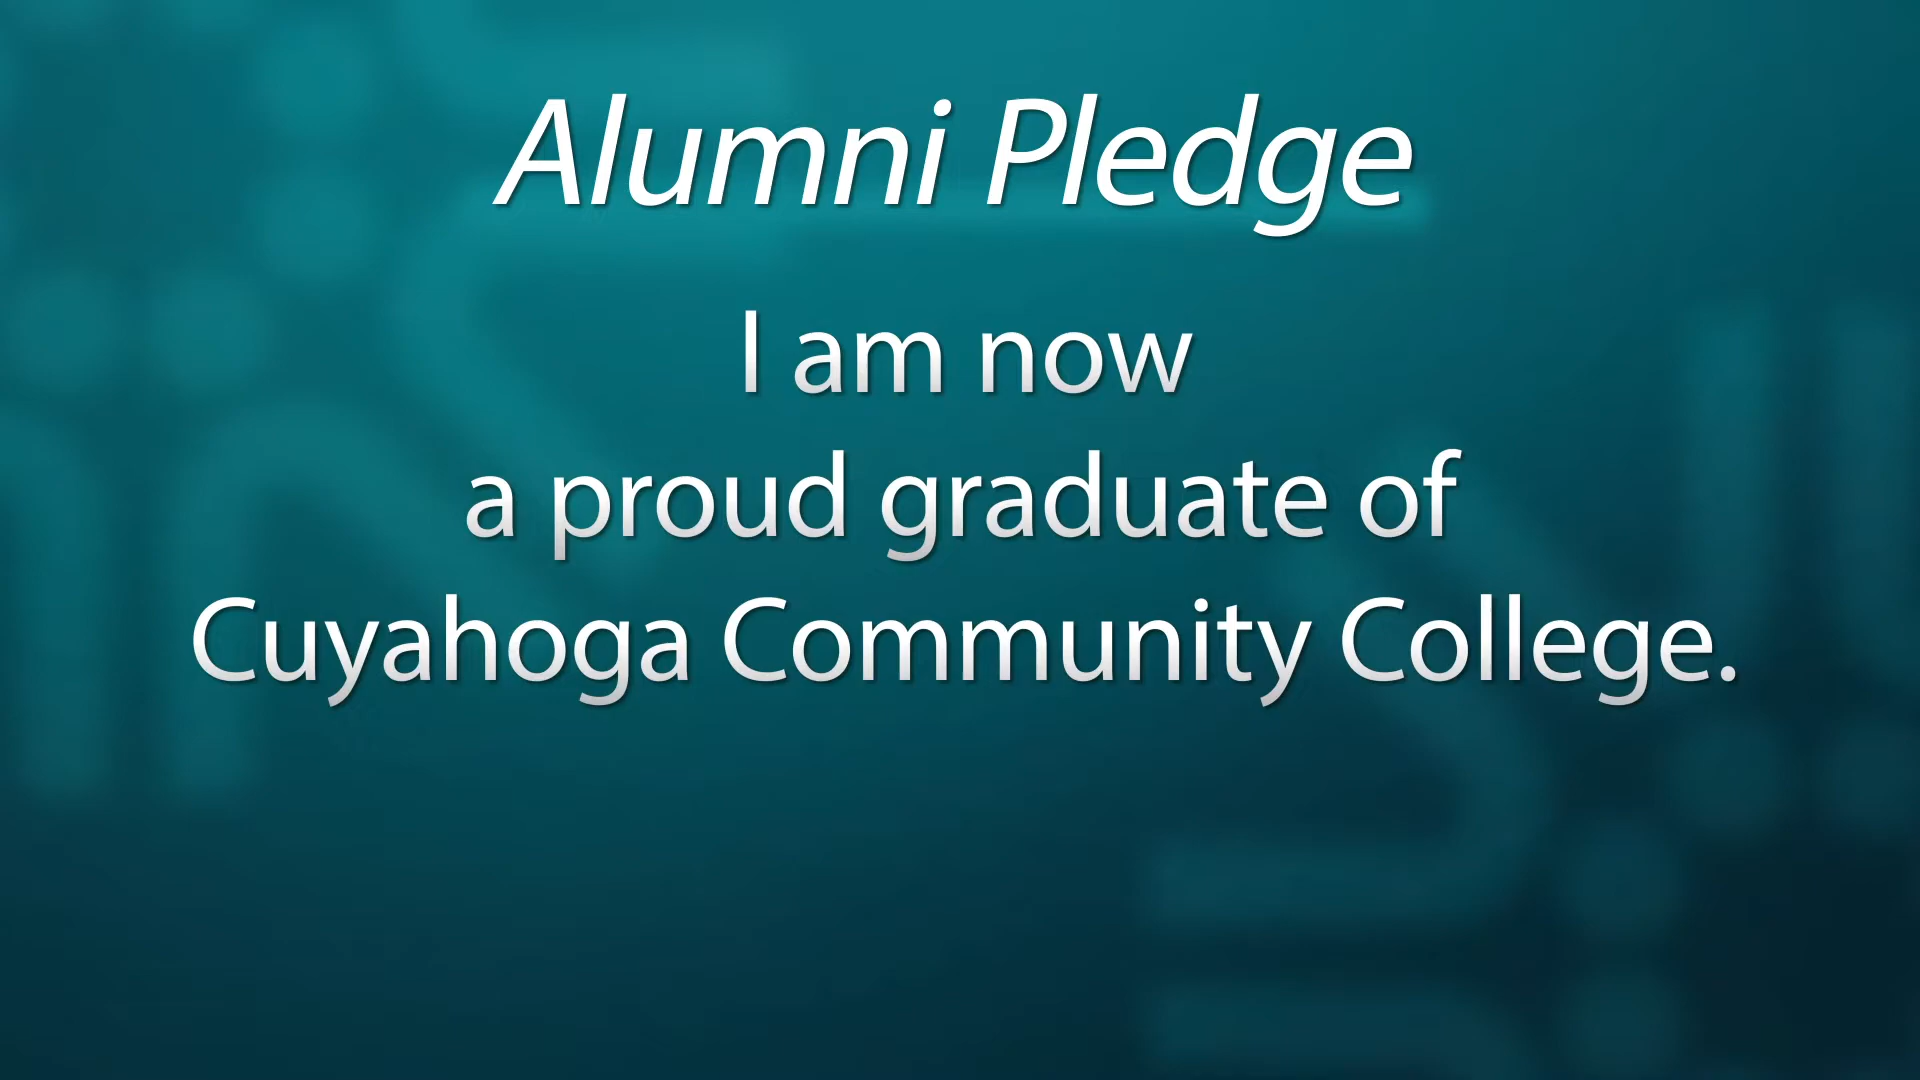 Alumni Pledge
I am now
a proud graduate of
Cuyahoga Community College.